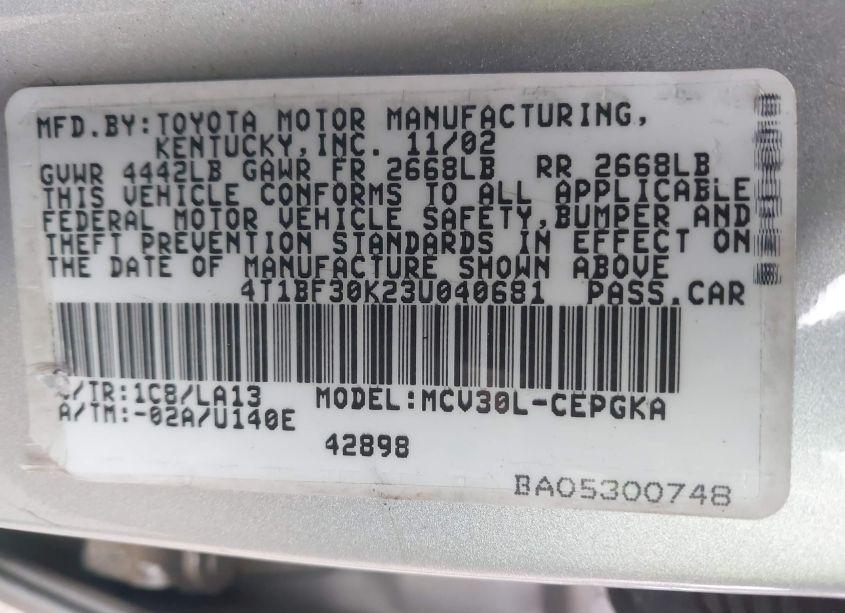 MFD.BY:TOYOTA MOTOR MANUFACTURING,
KENTUCKY,INC. 11/02
GVWR 4442LB GAWR FR 2668LB RR 2668LB
THIS VEHICLE CONFORMS TO ALL APPLICABLE
FEDERAL MOTOR VEHICLE SAFETY,BUMPER AND
THEFT PREVENTION STANDARDS IN EFFECT ON
THE DATE OF MANUFACTURE SHOWN ABOVE
4T1BF30K23U040681 PASS.CAR
/TR:1C8/LA13 MODEL:MCV30L-CEPGKA
A/TM:-02A/U140E
42898
BA05300748